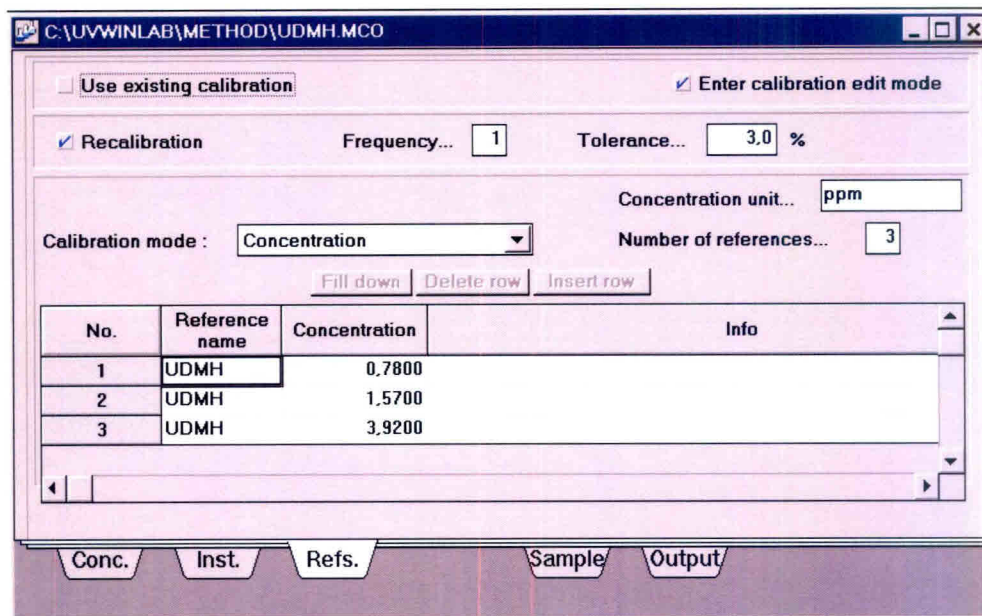 C:\UVWINLAB\METHOD\UDMH.MCO
Use existing calibration Enter calibration edit mode
Recalibration Frequency... 1 Tolerance... 3,0 %
Concentration unit... ppm
Calibration mode : Concentration Number of references... 3
Fill down Delete row Insert row
No. Reference name Concentration Info
1 UDMH 0,7800
2 UDMH 1,5700
3 UDMH 3,9200
Conc. Inst. Refs. Sample Output